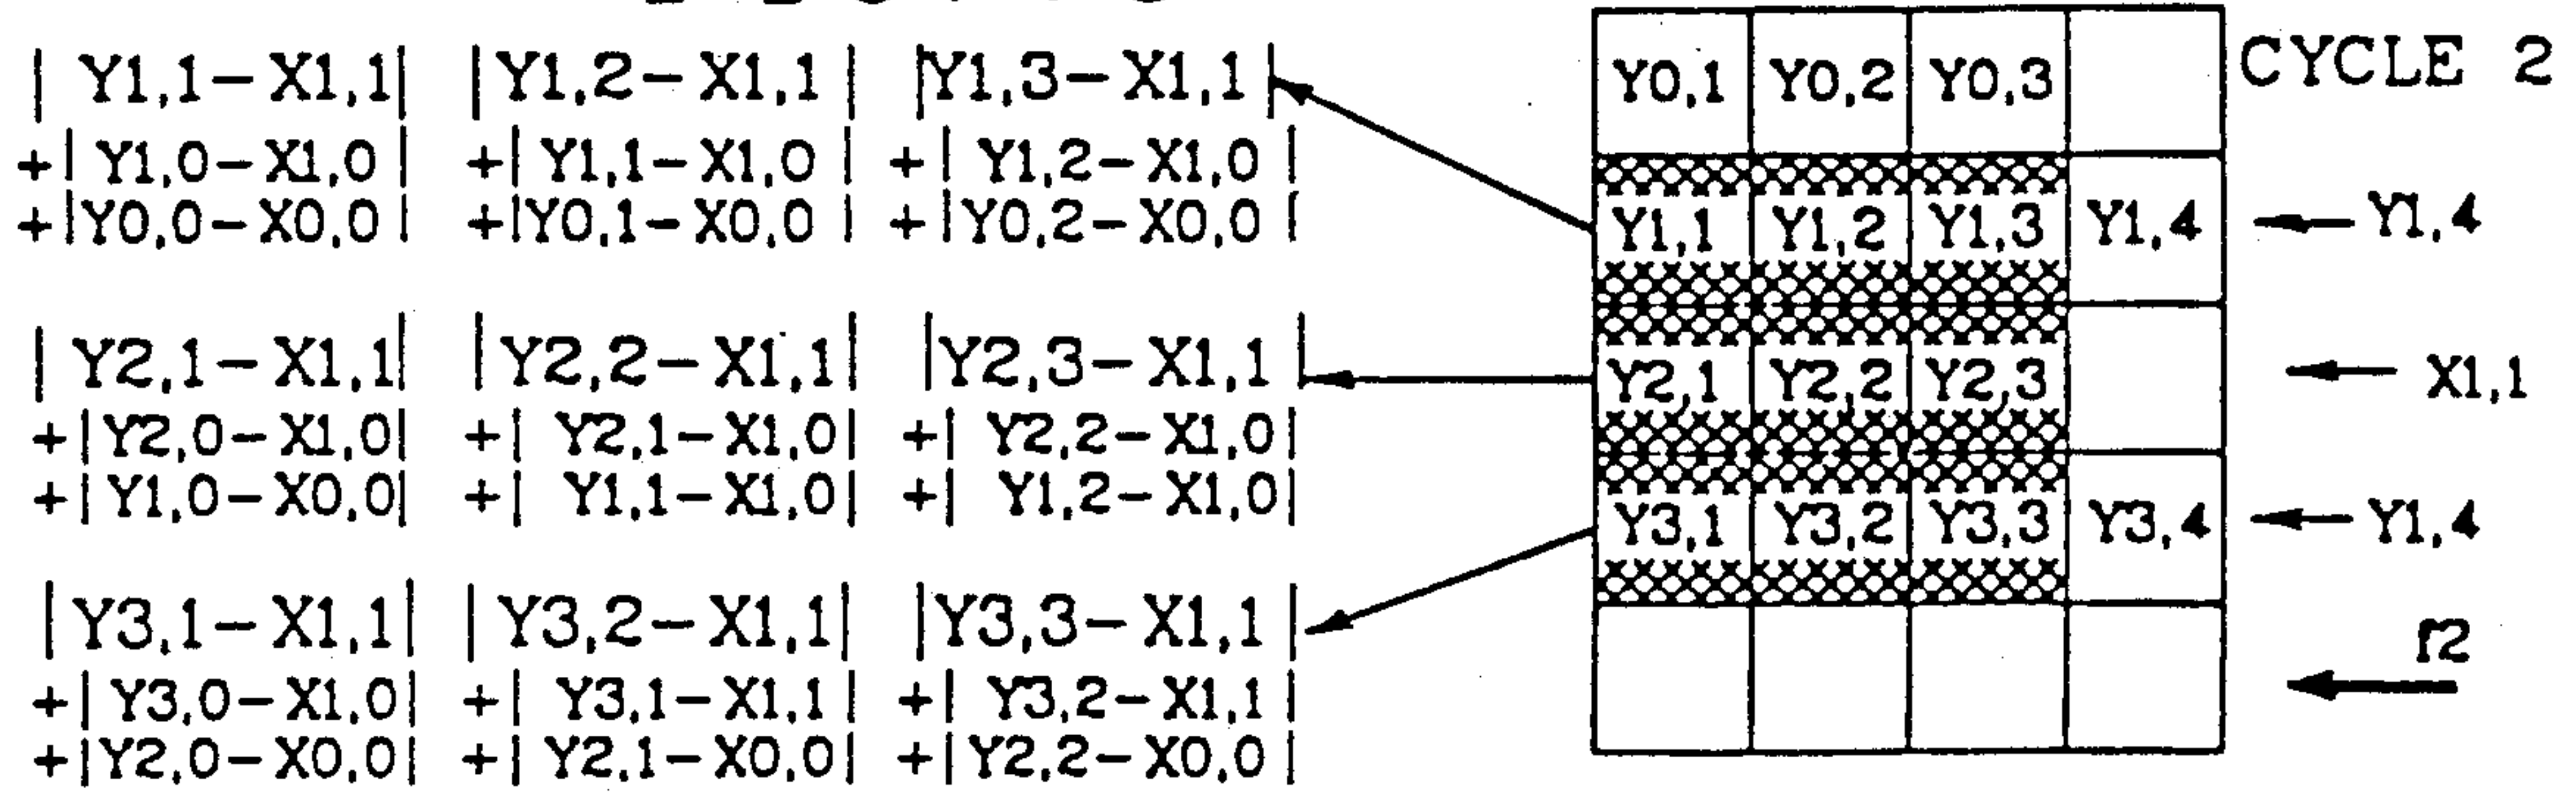 | Y1,1-X1,1| |Y1,2-X1,1| |Y1,3-X1,1|
+| Y1,0-X1,0| +| Y1,1-X1,0 | +| Y1,2-X1,0 |
+|Y0,0-X0,0| +|Y0,1-X0,0 | +|Y0,2-X0,0 |
| Y2,1-X1,1| |Y2,2-X1,1| |Y2,3-X1,1|
+|Y2,0-X1,0| +| Y2,1-X1,0| +| Y2,2-X1,0|
+|Y1,0-X0,0| +| Y1,1-X1,0| +| Y1,2-X1,0|
|Y3,1-X1,1| |Y3,2-X1,1| |Y3,3-X1,1|
+| Y3,0-X1,0| +| Y3,1-X1,1| +| Y3,2-X1,1|
+|Y2,0-X0,0| +| Y2,1-X0,0| +|Y2,2-X0,0|
Y0,1 Y0,2 Y0,3 CYCLE 2
Y1,1 Y1,2 Y1,3 Y1,4 Y1,4
Y2,1 Y2,2 Y2,3 X1,1
Y3,1 Y3,2 Y3,3 Y3,4 Y1,4
f2